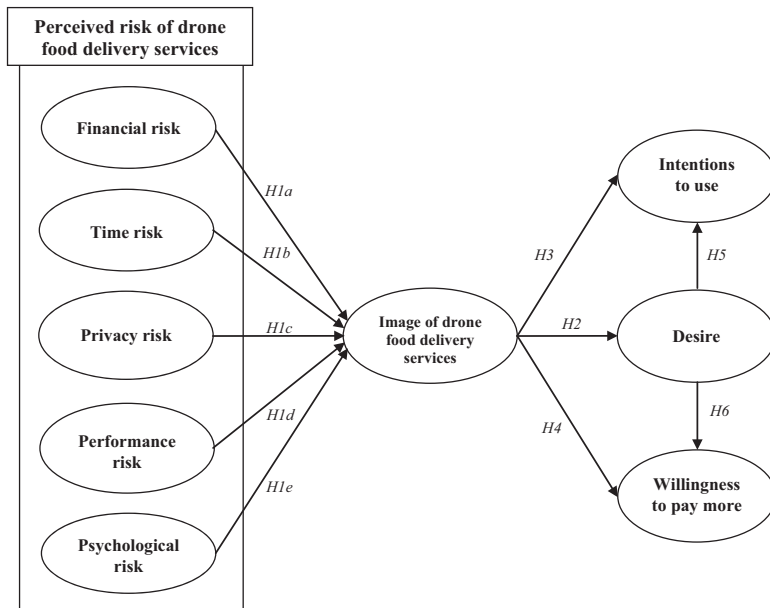 Perceived risk of drone
food delivery services
Financial risk
Time risk
Privacy risk
Performance
risk
Psychological
risk
H1a
H1b
H1c
H1d
H1e
Image of drone
food delivery
services
H3
H2
H4
Intentions
to use
H5
Desire
H6
Willingness
to pay more